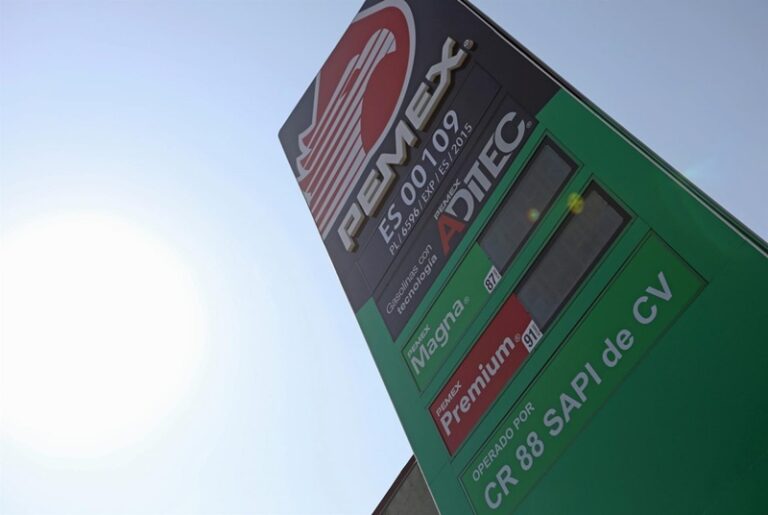 PEMEX®
ES 00109
PL / 6596 / EXP / ES / 2015
Gasolinas con
tecnología
PEMEX
ADITEC®
PEMEX
Magna®
87
PEMEX
Premium®
91
OPERADO POR
CR 88 SAPI de CV